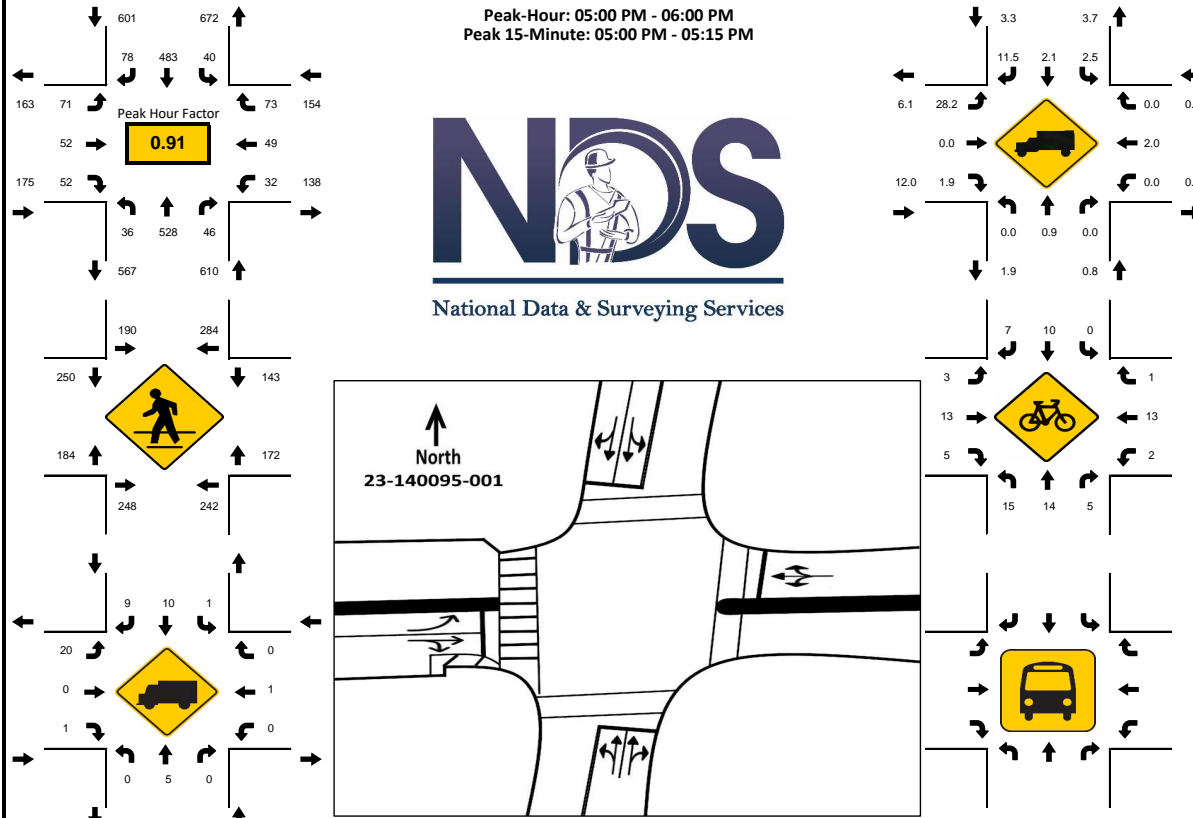 Peak-Hour: 05:00 PM - 06:00 PM
Peak 15-Minute: 05:00 PM - 05:15 PM
601 672
78 483 40
163 71 Peak Hour Factor 73 154
52 0.91 49
175 52 32 138
36 528 46
567 610
190 284
250 143
184 172
248 242
9 10 1
20 0
0 1
1 0
0 5 0
NDS
National Data & Surveying Services
North
23-140095-001
3.3 3.7
11.5 2.1 2.5
6.1 28.2 0.0
0.0 2.0
12.0 1.9 0.0
0.0 0.9 0.0
1.9 0.8
7 10 0
3 1
13 13
5 2
15 14 5